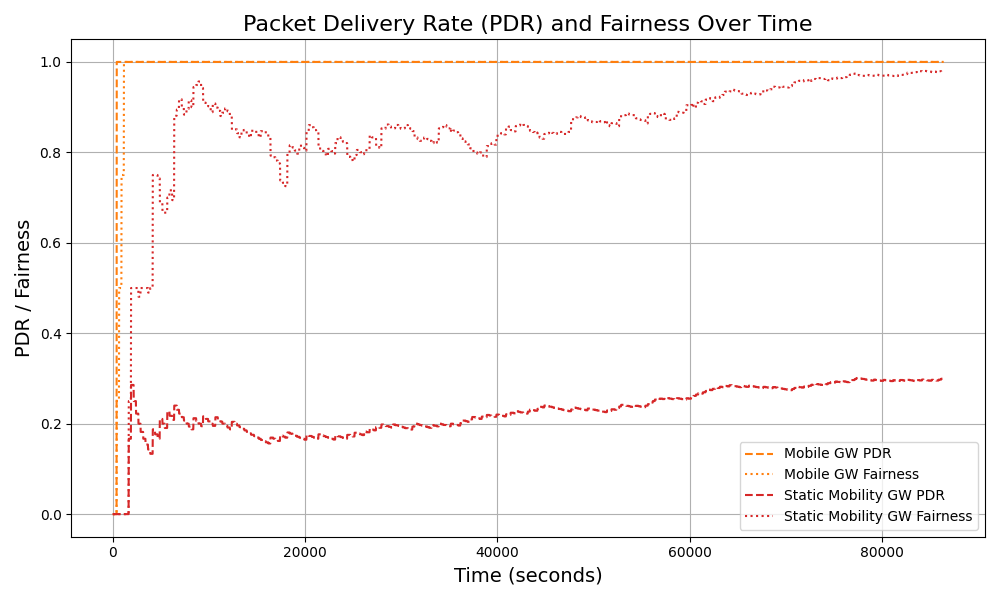 Packet Delivery Rate (PDR) and Fairness Over Time
PDR / Fairness
1.0
0.8
0.6
0.4
0.2
0.0
Mobile GW PDR
Mobile GW Fairness
Static Mobility GW PDR
Static Mobility GW Fairness
0 20000 40000 60000 80000
Time (seconds)